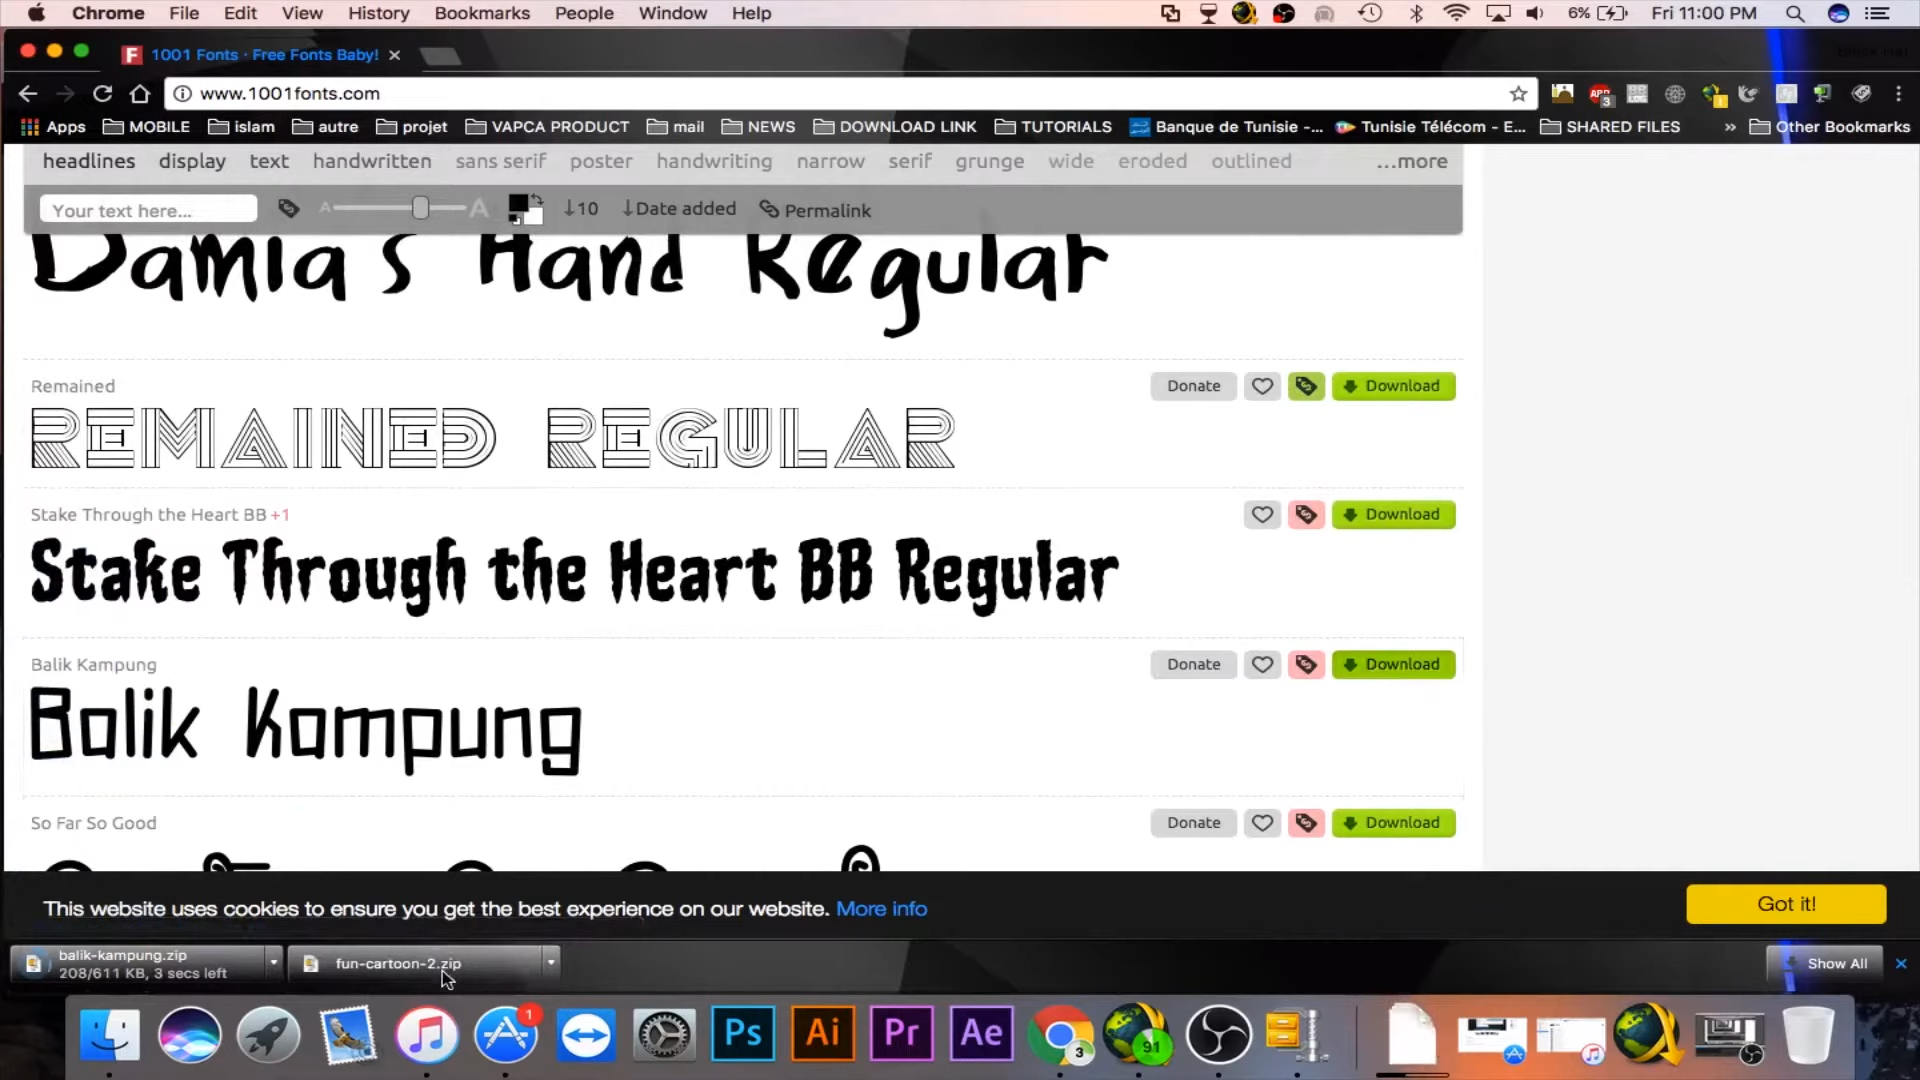 Chrome File Edit View History Bookmarks People Window Help 6% Fri 11:00 PM
F 1001 Fonts · Free Fonts Baby!
www.1001fonts.com ABP 3 1
Apps MOBILE islam autre projet VAPCA PRODUCT mail NEWS DOWNLOAD LINK TUTORIALS Banque de Tunisie -... Tunisie Télécom - E... SHARED FILES » Other Bookmarks
headlines display text handwritten sans serif poster handwriting narrow serif grunge wide eroded outlined ...more
Your text here... A A ↓10 ↓Date added Permalink
Damia's Hand Regular
Remained Donate Download
REMAINED REGULAR
Stake Through the Heart BB +1 Download
Stake Through the Heart BB Regular
Balik Kampung Donate Download
Balik Kampung
So Far So Good Donate Download
This website uses cookies to ensure you get the best experience on our website. More info Got it!
balik-kampung.zip
208/611 KB, 3 secs left
fun-cartoon-2.zip
Show All
1 Ps Ai Pr Ae 3 91